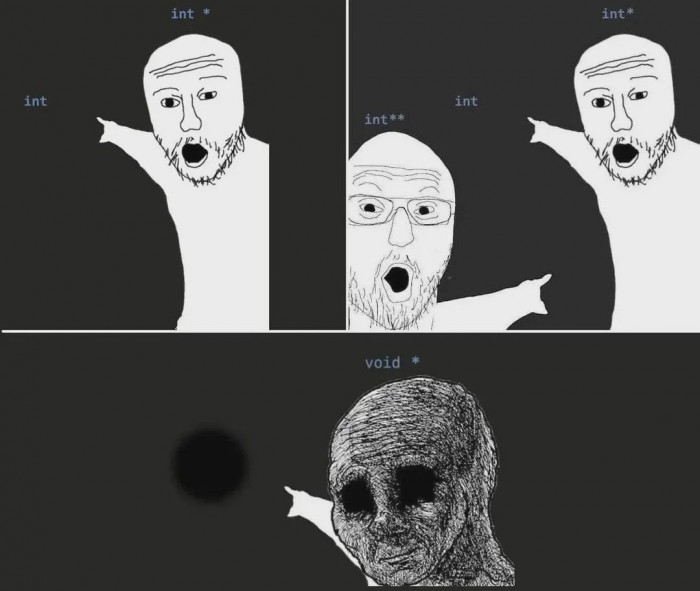 int *
int
int*
int
int**
void *